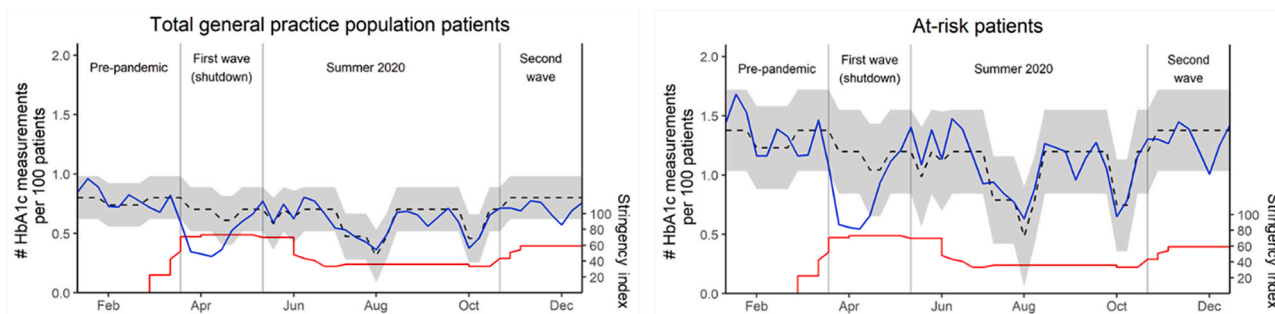 Total general practice population patients
# HbA1c measurements
per 100 patients
2.0
1.5
1.0
0.5
0.0
Pre-pandemic
First wave
(shutdown)
Summer 2020
Second
wave
100
80
60
40
20
Stringency index
Feb
Apr
Jun
Aug
Oct
Dec
At-risk patients
# HbA1c measurements
per 100 patients
2.0
1.5
1.0
0.5
0.0
Pre-pandemic
First wave
(shutdown)
Summer 2020
Second
wave
100
80
60
40
20
Stringency index
Feb
Apr
Jun
Aug
Oct
Dec